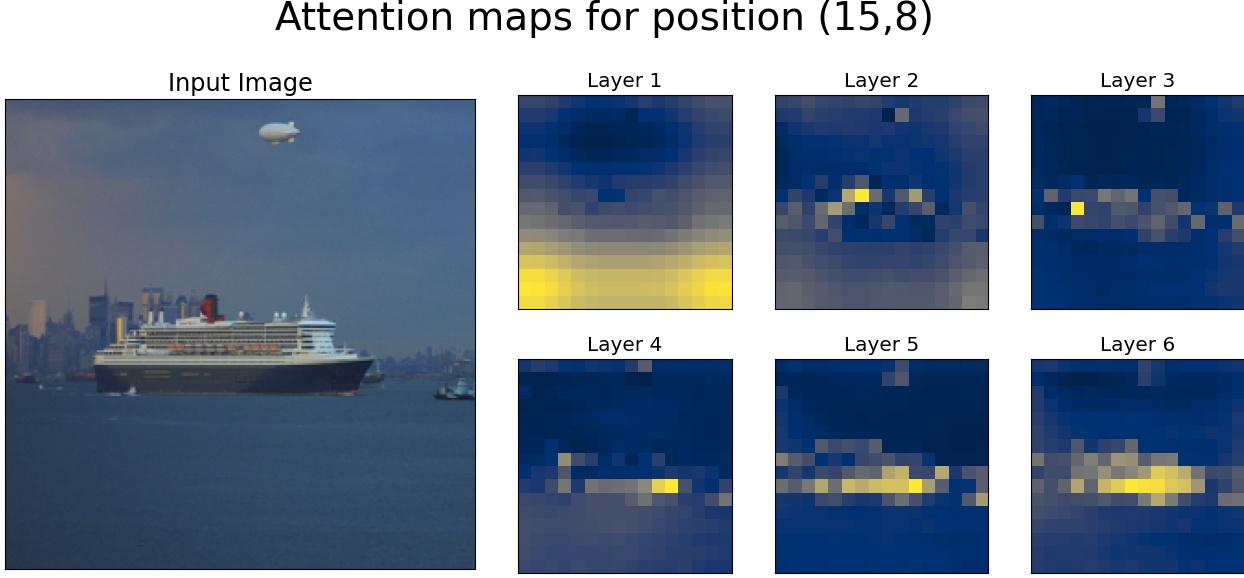 Attention maps for position (15,8)
Input Image
Layer 1
Layer 2
Layer 3
Layer 4
Layer 5
Layer 6